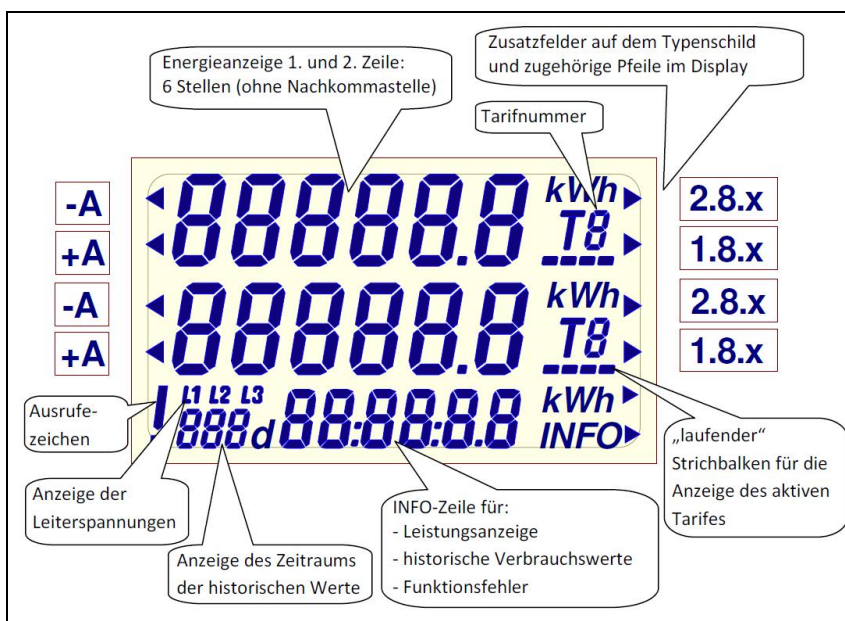 Energieanzeige 1. und 2. Zeile:
6 Stellen (ohne Nachkommastelle)
Zusatzfelder auf dem Typenschild
und zugehörige Pfeile im Display
Tarifnummer
-A
+A
-A
+A
888888.8 kWh
T8
888888.8 kWh
T8
L1 L2 L3
888d 88:88:8.8 kWh
INFO
2.8.x
1.8.x
2.8.x
1.8.x
Ausrufe-
zeichen
Anzeige der
Leiterspannungen
Anzeige des Zeitraums
der historischen Werte
INFO-Zeile für:
- Leistungsanzeige
- historische Verbrauchswerte
- Funktionsfehler
„laufender“
Strichbalken für die
Anzeige des aktiven
Tarifes